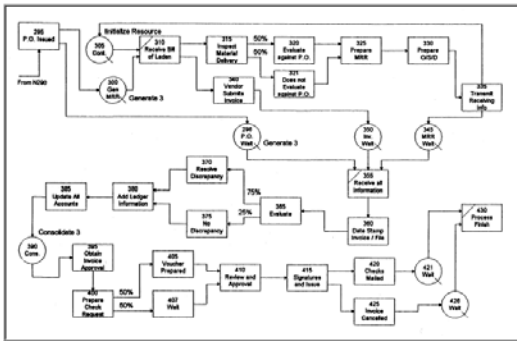 Initialize Resource
295
P.O. Issued
305
Cont.
310
Receive Bill
of Laden
315
Inspect
Material
Delivery
50%
50%
320
Evaluate
against P.O.
325
Prepare
MRR
330
Prepare
O/S/D
321
Does not
Evaluate
against P.O.
335
Transmit
Receiving
Info
300
Gen
MRR
Generate 3
340
Vendor
Submits
Invoice
From N290
296
P.O.
Wait
Generate 3
350
Inv.
Wait
345
MRR
Wait
355
Receive all
Information
370
Resolve
Discrepancy
385
Update All
Accounts
380
Add Ledger
Information
75%
25%
365
Evaluate
375
No
Discrepancy
360
Date Stamp
Invoice / File
430
Process
Finish
Consolidate 3
390
Cons.
395
Obtain
Invoice
Approval
405
Voucher
Prepared
410
Review and
Approval
415
Signatures
and Issue
420
Checks
Mailed
421
Wait
400
Prepare
Check
Request
50%
50%
407
Wait
425
Invoice
Cancelled
426
Wait